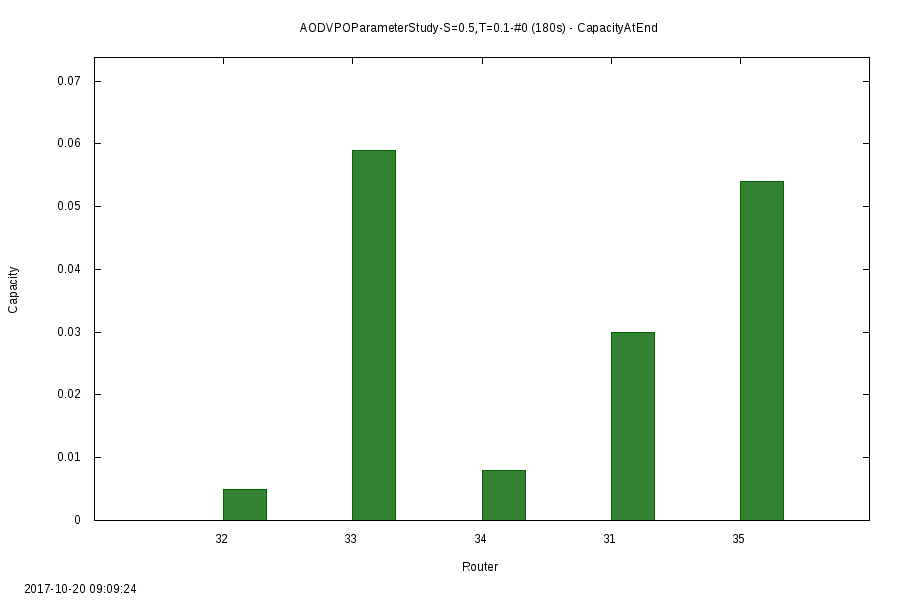 AODVPOParameterStudy-S=0.5,T=0.1-#0 (180s) - CapacityAtEnd
0.07
0.06
0.05
0.04
0.03
0.02
0.01
0
Capacity
32 33 34 31 35
Router
2017-10-20 09:09:24